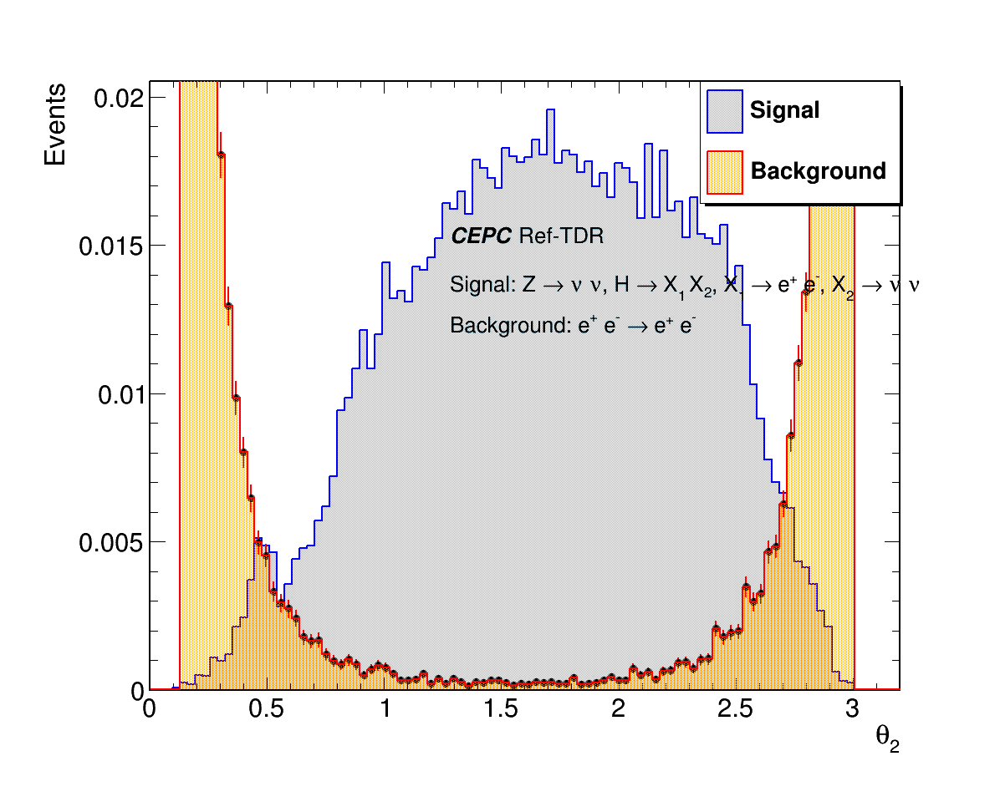 Events
0.02
0.015
0.01
0.005
0
Signal
Background
CEPC Ref-TDR
Signal: Z → ν ν, H → X₁ X₂, X₁ → e⁺ e⁻, X₂ → ν ν
Background: e⁺ e⁻ → e⁺ e⁻
0 0.5 1 1.5 2 2.5 3
θ₂